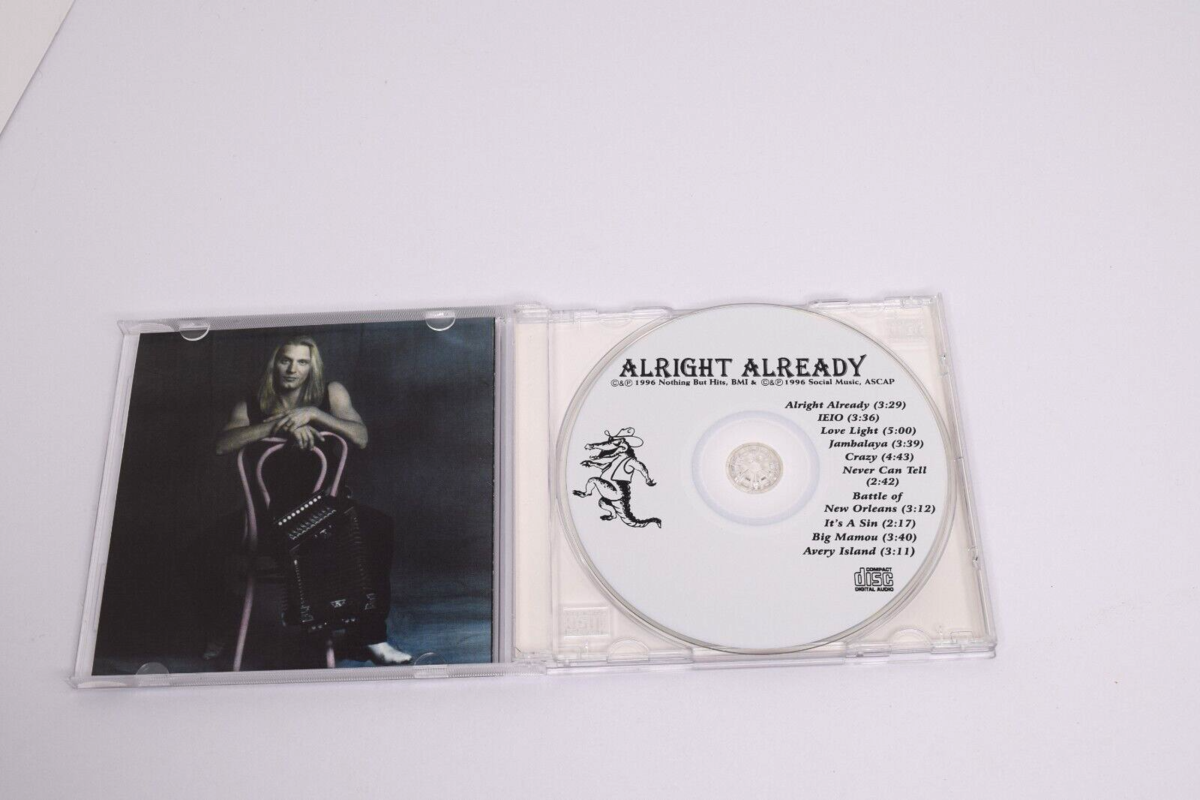 ALRIGHT ALREADY
©&℗ 1996 Nothing But Hits, BMI & ©&℗ 1996 Social Music, ASCAP
Alright Already (3:29)
IEIO (3:36)
Love Light (5:00)
Jambalaya (3:39)
Crazy (4:43)
Never Can Tell
(2:42)
Battle of
New Orleans (3:12)
It's A Sin (2:17)
Big Mamou (3:40)
Avery Island (3:11)
COMPACT
disc
DIGITAL AUDIO